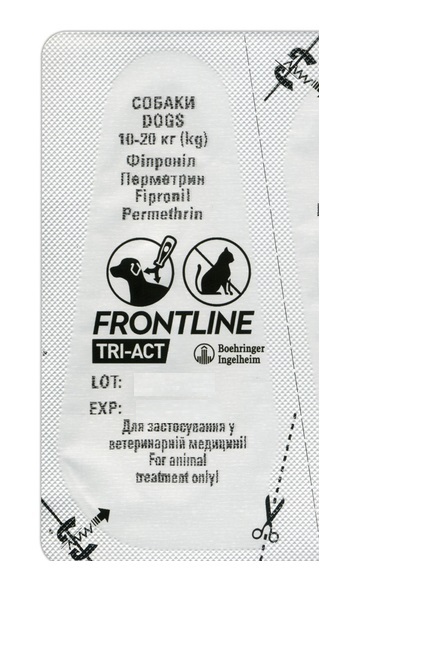 СОБАКИ
DOGS
10-20 кг (kg)
Фіпроніл
Перметрин
Fipronil
Permethrin
FRONTLINE
TRI-ACT
Boehringer
Ingelheim
LOT:
EXP:
Для застосування у
ветеринарній медицині!
For animal
treatment only!